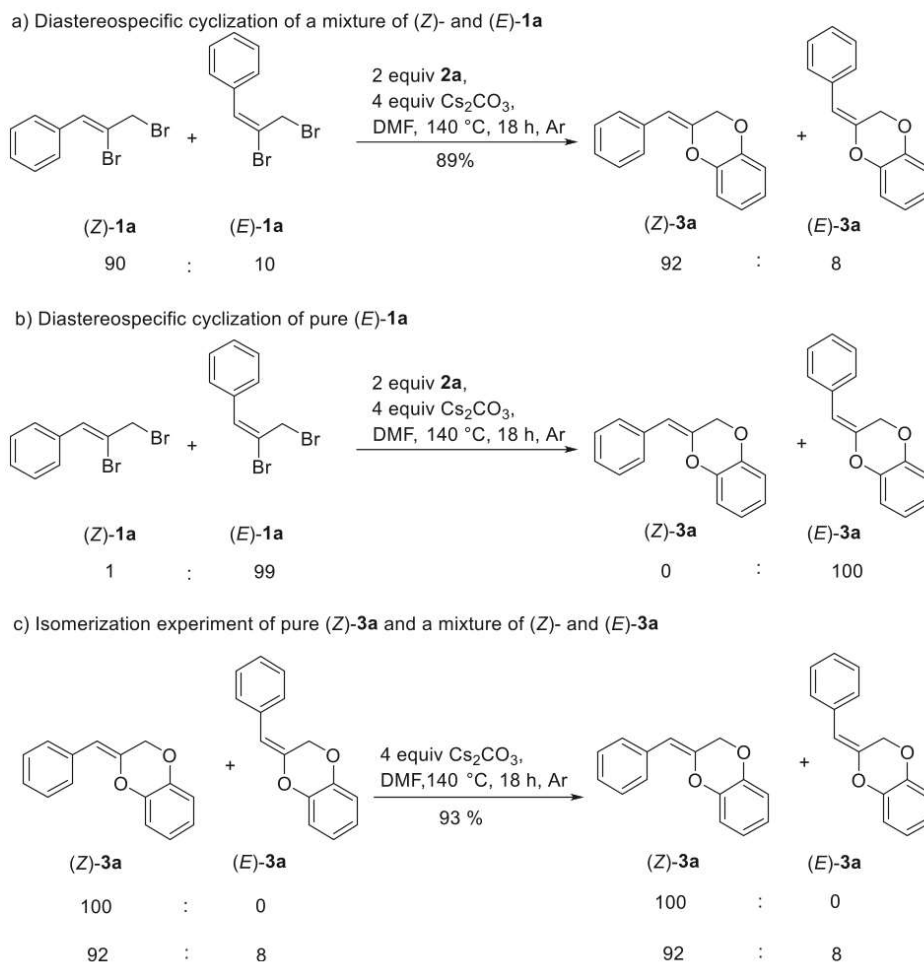 a) Diastereospecific cyclization of a mixture of (Z)- and (E)-1a
Br
Br
+
Br
Br
2 equiv 2a,
4 equiv Cs₂CO₃,
DMF, 140 °C, 18 h, Ar
89%
O
O
+
O
O
(Z)-1a (E)-1a (Z)-3a (E)-3a
90 : 10 92 : 8
b) Diastereospecific cyclization of pure (E)-1a
Br
Br
+
Br
Br
2 equiv 2a,
4 equiv Cs₂CO₃,
DMF, 140 °C, 18 h, Ar
O
O
+
O
O
(Z)-1a (E)-1a (Z)-3a (E)-3a
1 : 99 0 : 100
c) Isomerization experiment of pure (Z)-3a and a mixture of (Z)- and (E)-3a
O
O
+
O
O
4 equiv Cs₂CO₃,
DMF,140 °C, 18 h, Ar
93 %
O
O
+
O
O
(Z)-3a (E)-3a (Z)-3a (E)-3a
100 : 0 100 : 0
92 : 8 92 : 8